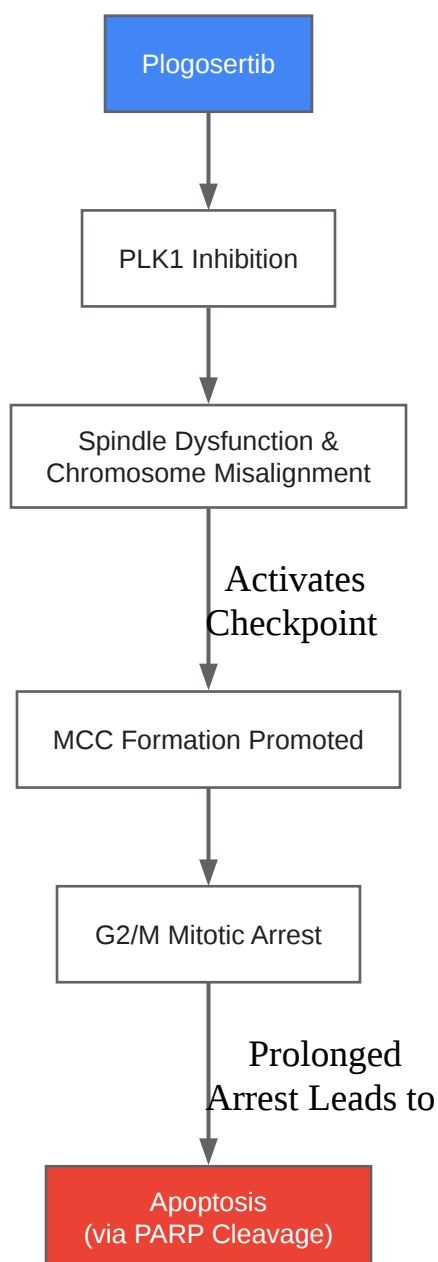 Plogosertib
PLK1 Inhibition
Spindle Dysfunction &
Chromosome Misalignment
Activates
Checkpoint
MCC Formation Promoted
G2/M Mitotic Arrest
Prolonged
Arrest Leads to
Apoptosis
(via PARP Cleavage)